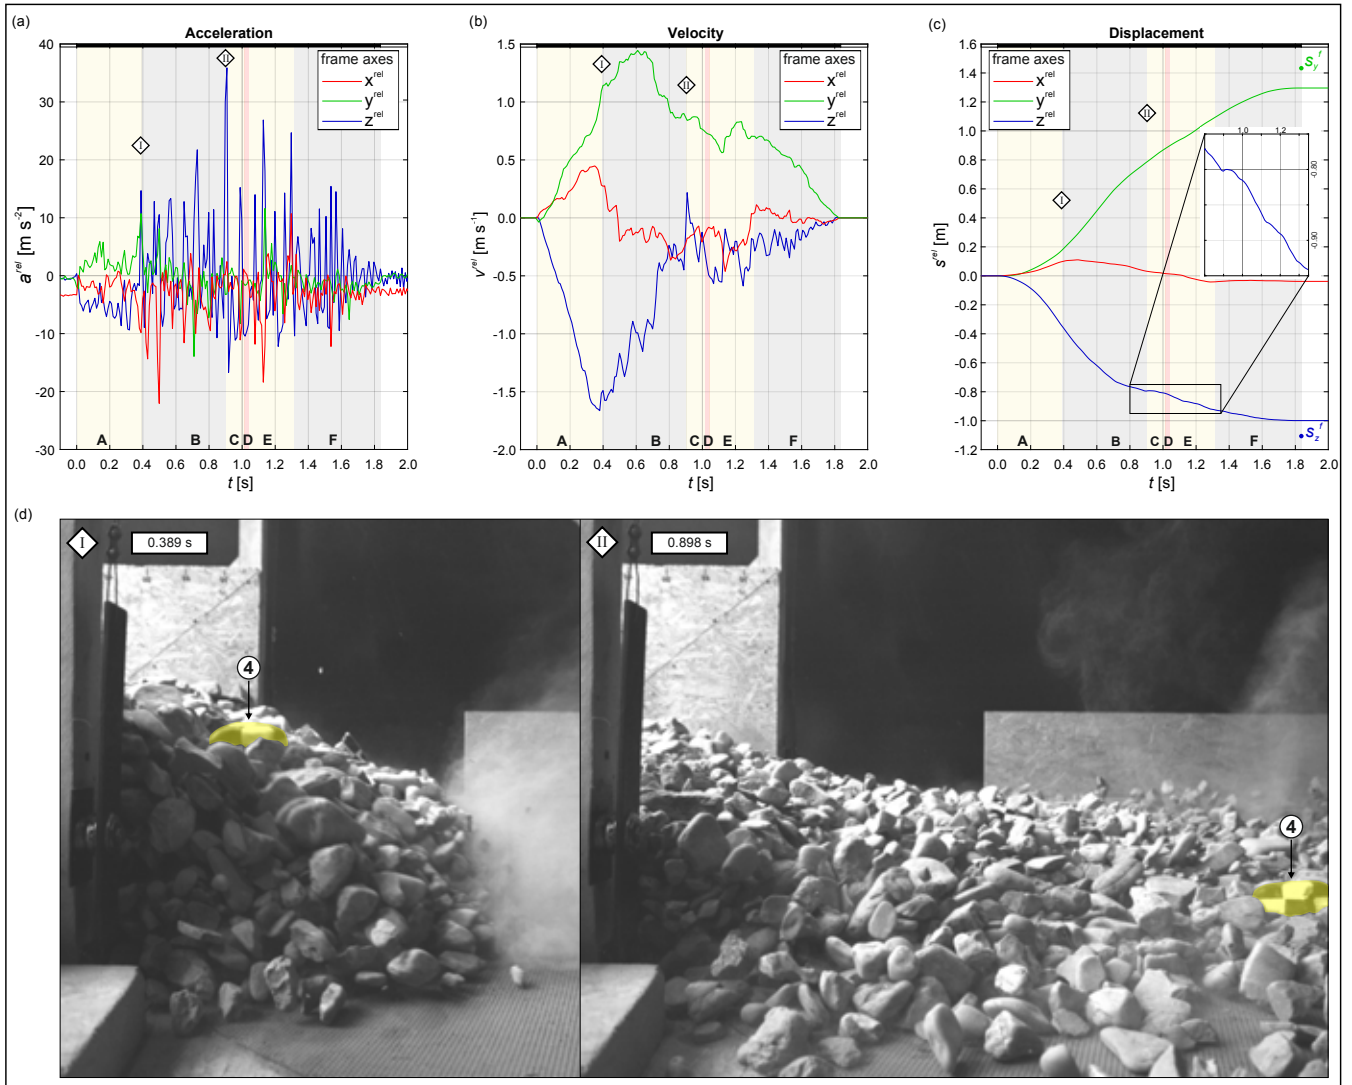 (a)
Acceleration
40
30
20
10
0
-10
-20
-30
a^rel [m s^-2]
frame axes
x^rel
y^rel
z^rel
I
II
A B C D E F
0.0 0.2 0.4 0.6 0.8 1.0 1.2 1.4 1.6 1.8 2.0
t [s]
(b)
Velocity
1.5
1.0
0.5
0.0
-0.5
-1.0
-1.5
-2.0
v^rel [m s^-1]
frame axes
x^rel
y^rel
z^rel
I
II
A B C D E F
0.0 0.2 0.4 0.6 0.8 1.0 1.2 1.4 1.6 1.8 2.0
t [s]
(c)
Displacement
1.6
1.4
1.2
1.0
0.8
0.6
0.4
0.2
0.0
-0.2
-0.4
-0.6
-0.8
-1.0
-1.2
s^rel [m]
frame axes
x^rel
y^rel
z^rel
S_y^f
II
I
1.0 1.2
-0.80
-0.90
S_z^f
A B C D E F
0.0 0.2 0.4 0.6 0.8 1.0 1.2 1.4 1.6 1.8 2.0
t [s]
(d)
I 0.389 s
4
II 0.898 s
4